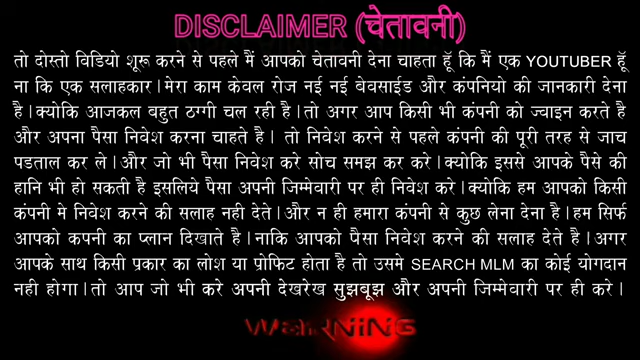 DISCLAIMER (चेतावनी)
तो दोस्तो विडियो शूरू करने से पहले मैं आपको चेतावनी देना चाहता हूॅ कि मैं एक YOUTUBER हूॅ
ना कि एक सलाहकार।मेरा काम केवल रोज नई नई बेवसाईड और कंपनियो की जानकारी देना
है।क्योकि आजकल बहुत ठग्गी चल रही है।तो अगर आप किसी भी कंपनी को ज्वाइन करते है
और अपना पैसा निवेश करना चाहते है। तो निवेश करने से पहले कंपनी की पूरी तरह से जाच
पडताल कर ले।और जो भी पैसा निवेश करे सोच समझ कर करे।क्योकि इससे आपके पैसे की
हानि भी हो सकती है इसलिये पैसा अपनी जिम्मेवारी पर ही निवेश करे।क्योकि हम आपको किसी
कंपनी मे निवेश करने की सलाह नही देते।और न ही हमारा कंपनी से कुछ लेना देना है।हम सिर्फ
आपको कपनी का प्लान दिखाते है।नाकि आपको पैसा निवेश करने की सलाह देते है।अगर
आपके साथ किसी प्रकार का लोश या प्रोफिट होता है तो उसमे SEARCH MLM का कोई योगदान
नही होगा।तो आप जो भी करे अपनी देखरेख सुझबूझ और अपनी जिम्मेवारी पर ही करे।
WARNING